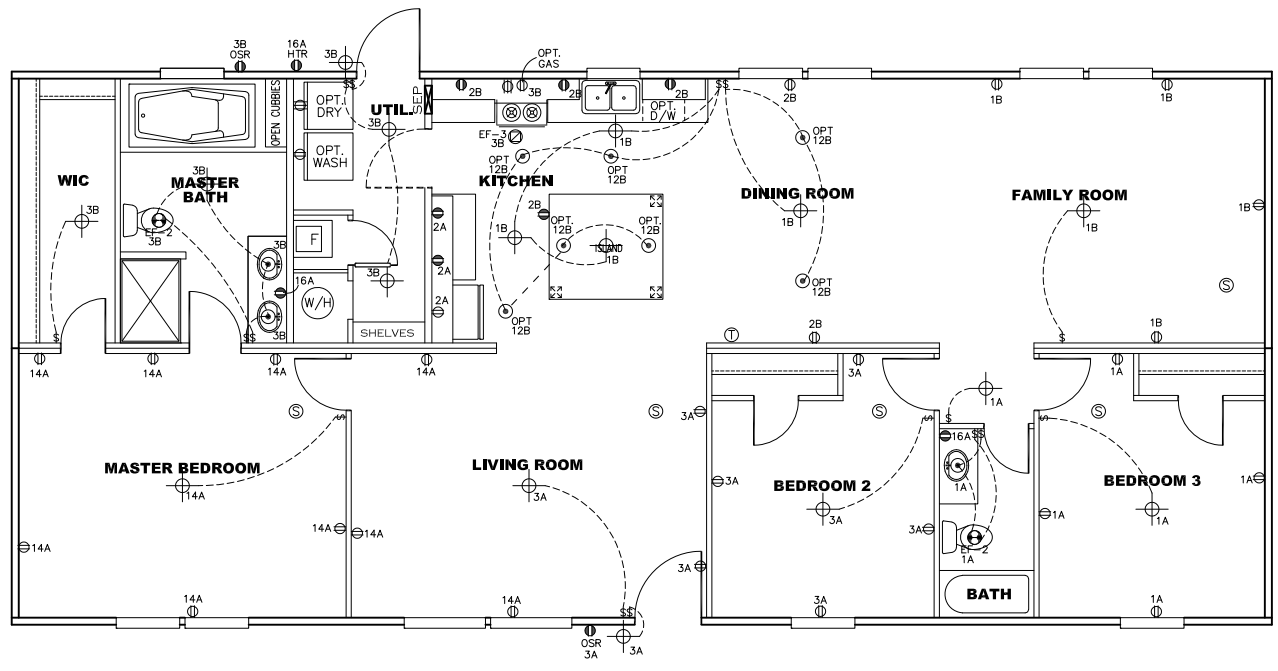 3B
OSR
16A
HTR
3B
OPT.
GAS
$$
2B
3B
2B
2B
$$
2B
1B
1B
OPT.
DRY
UTIL.
SEP
OPEN CUBBIES
OPT.
D/W
3B
EF-3
3B
1B
OPT
12B
OPT.
WASH
OPT
12B
OPT
12B
WIC
3B
MASTER
BATH
KITCHEN
DINING ROOM
FAMILY ROOM
3B
EF-2
3B
2A
2B
OPT.
12B
OPT.
12B
1B
1B
1B
F
1B
ISLAND
1B
3B
2A
3B
16A
OPT
12B
S
W/H
2A
OPT
12B
3B
SHELVES
$
$$
T
2B
$
1B
14A
14A
14A
14A
3A
1A
1A
S
S
3A
S
S
$
$
$
$
16A
$$
MASTER BEDROOM
LIVING ROOM
BEDROOM 2
BEDROOM 3
14A
3A
3A
1A
1A
3A
1A
1A
14A
14A
14A
3A
EF-2
1A
3A
BATH
14A
14A
$$
3A
1A
OSR
3A
3A